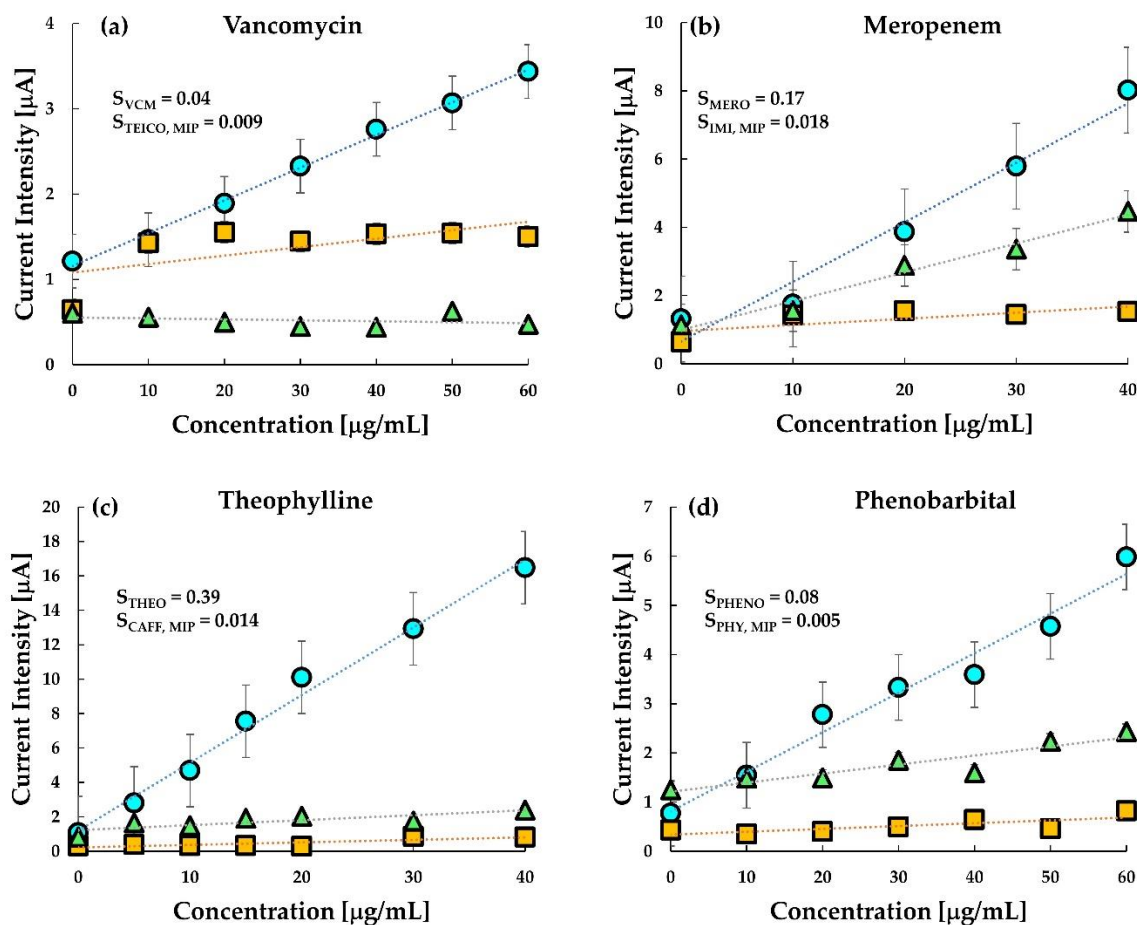 (a) Vancomycin
S_VCM = 0.04
S_TEICO, MIP = 0.009
Current Intensity [µA]
4
3
2
1
0
0 10 20 30 40 50 60
Concentration [µg/mL]
(b) Meropenem
S_MERO = 0.17
S_IMI, MIP = 0.018
Current Intensity [µA]
10
8
6
4
2
0
0 10 20 30 40
Concentration [µg/mL]
(c) Theophylline
S_THEO = 0.39
S_CAFF, MIP = 0.014
Current Intensity [µA]
20
18
16
14
12
10
8
6
4
2
0
0 10 20 30 40
Concentration [µg/mL]
(d) Phenobarbital
S_PHENO = 0.08
S_PHY, MIP = 0.005
Current Intensity [µA]
7
6
5
4
3
2
1
0
0 10 20 30 40 50 60
Concentration [µg/mL]